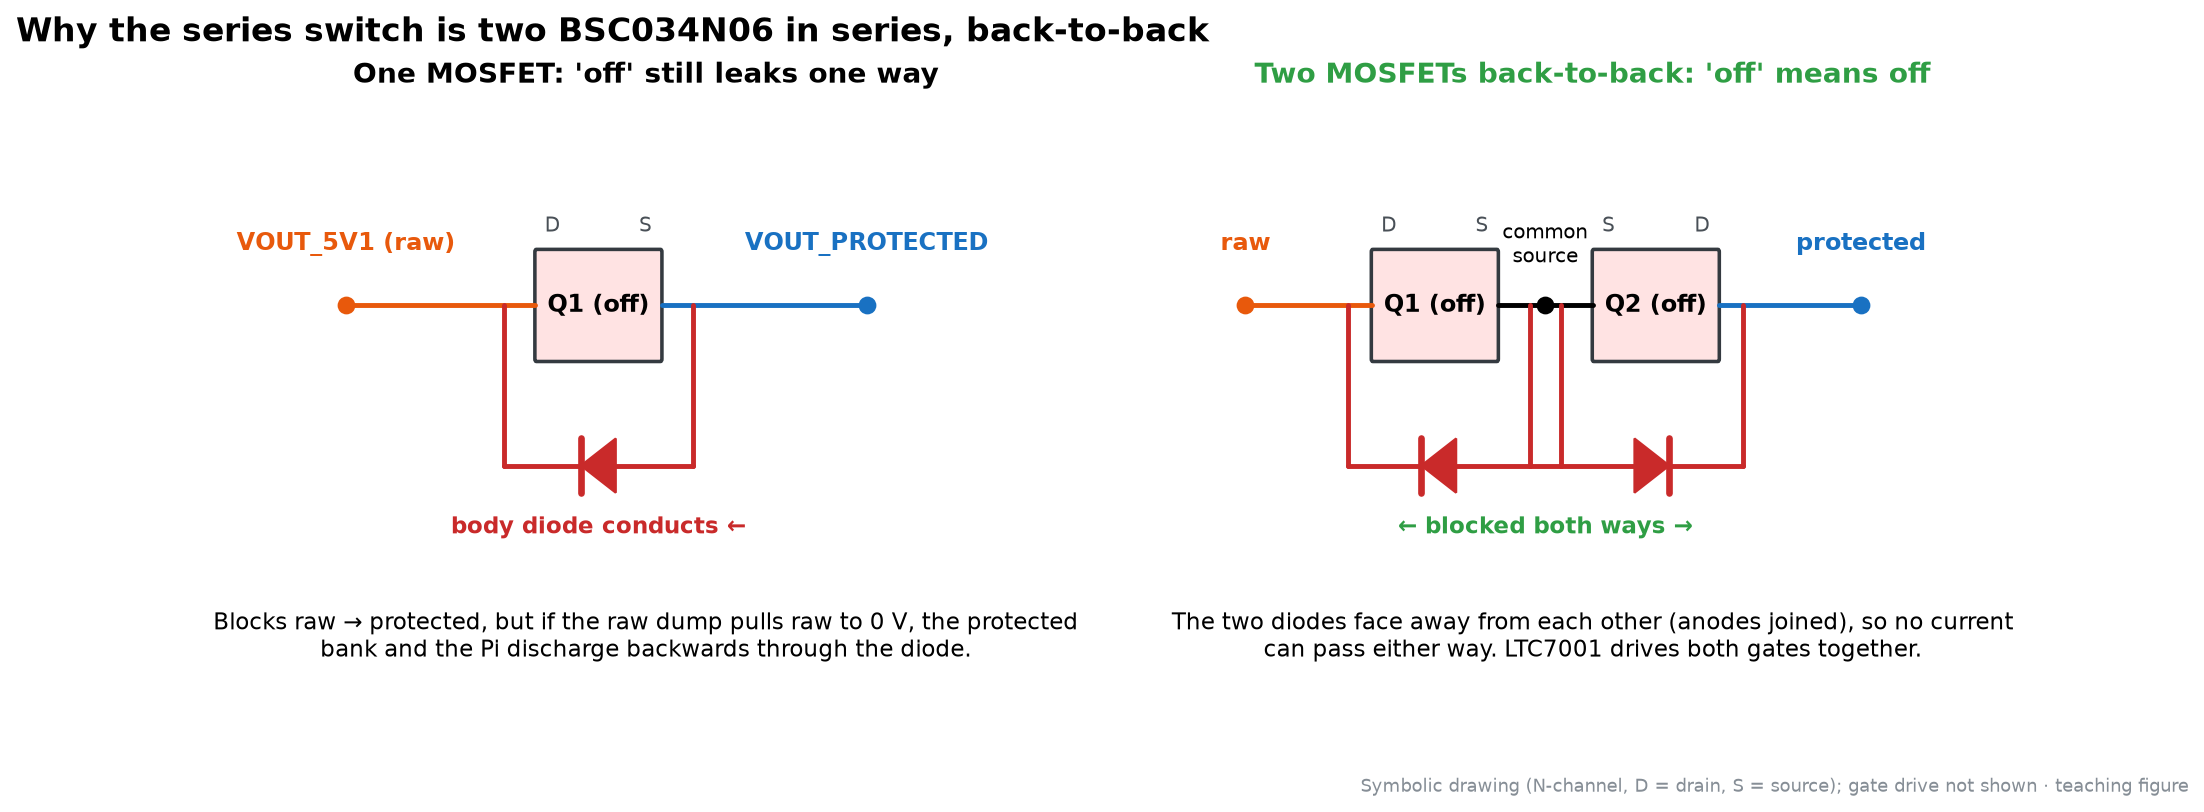 Why the series switch is two BSC034N06 in series, back-to-back
One MOSFET: 'off' still leaks one way
D S
VOUT_5V1 (raw)
VOUT_PROTECTED
Q1 (off)
body diode conducts ←
Blocks raw → protected, but if the raw dump pulls raw to 0 V, the protected
bank and the Pi discharge backwards through the diode.
Two MOSFETs back-to-back: 'off' means off
D S
common
source
S D
raw
protected
Q1 (off)
Q2 (off)
← blocked both ways →
The two diodes face away from each other (anodes joined), so no current
can pass either way. LTC7001 drives both gates together.
Symbolic drawing (N-channel, D = drain, S = source); gate drive not shown · teaching figure